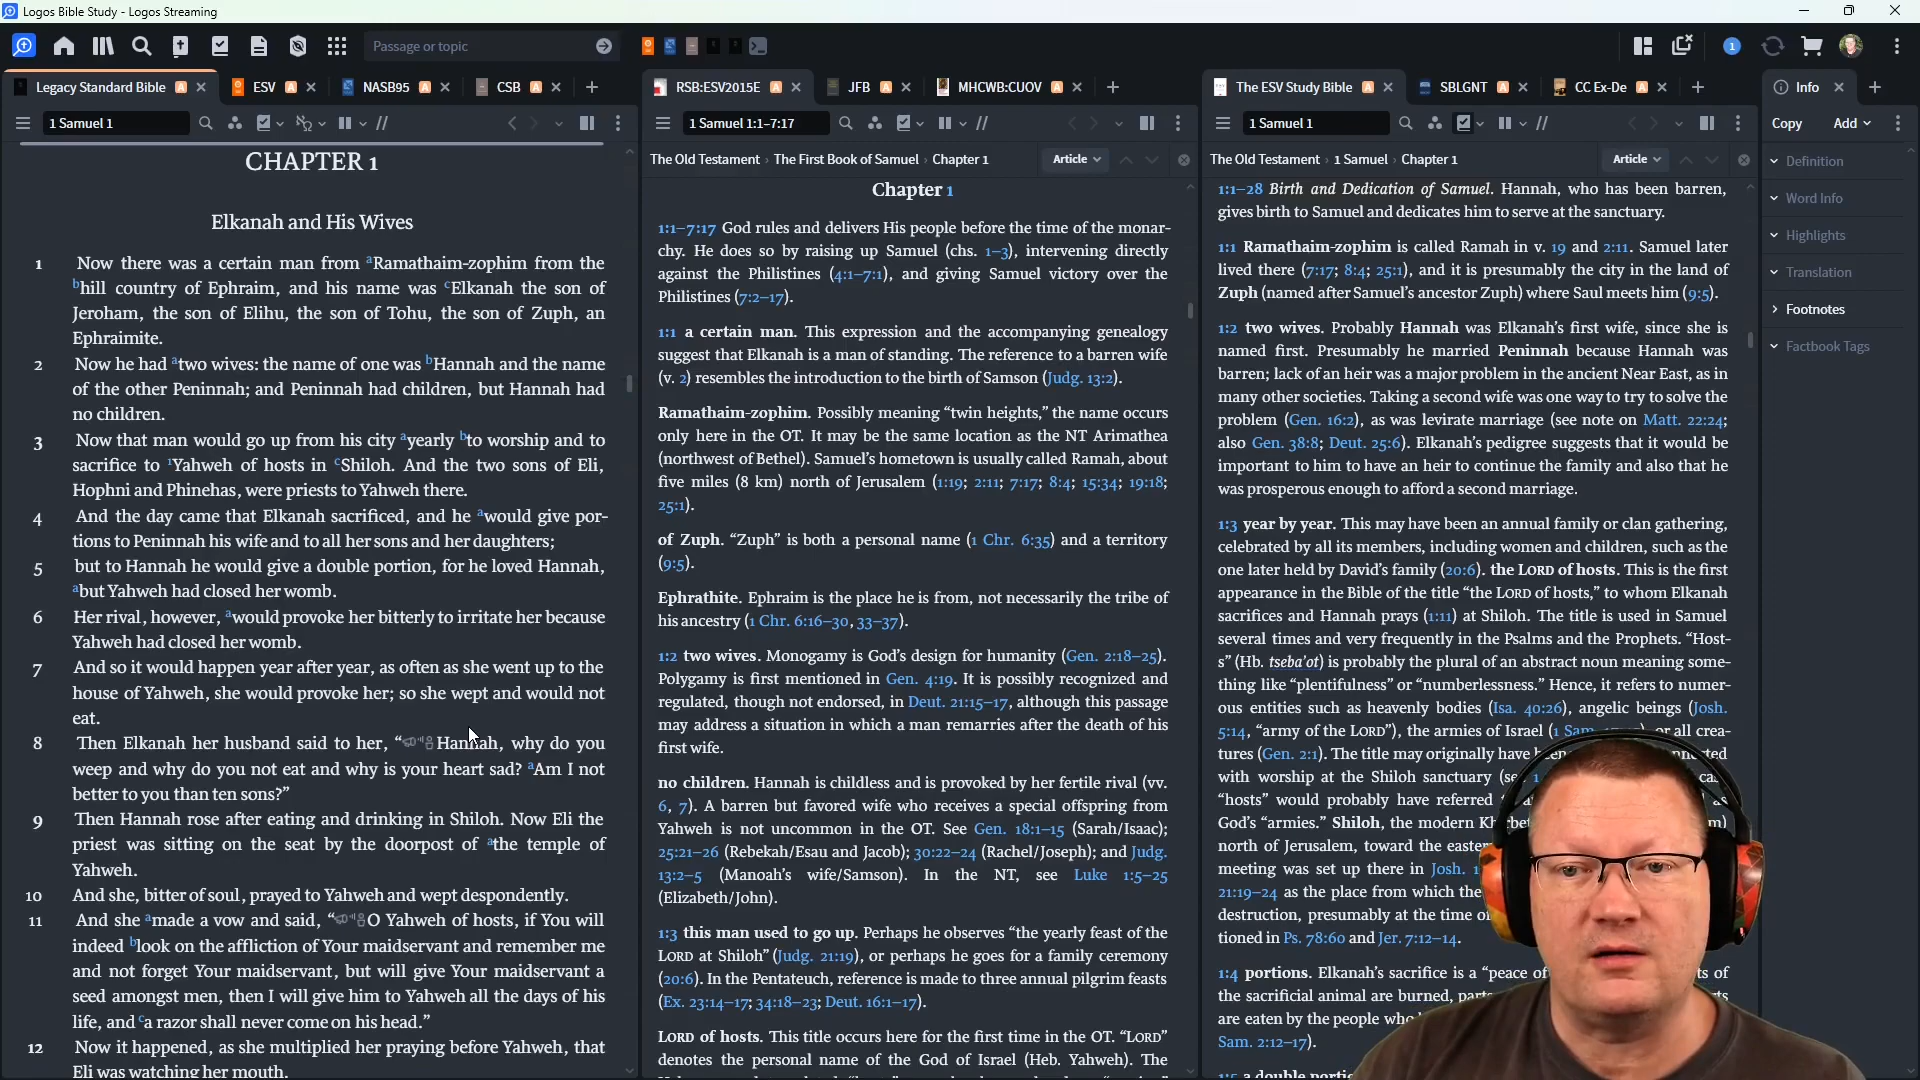 Logos Bible Study - Logos Streaming
Passage or topic
1
Legacy Standard Bible A
ESV A
NASB95 A
CSB A
1 Samuel 1
CHAPTER 1
Elkanah and His Wives
1 Now there was a certain man from aRamathaim-zophim from the
bhill country of Ephraim, and his name was cElkanah the son of
Jeroham, the son of Elihu, the son of Tohu, the son of Zuph, an
Ephraimite.
2 Now he had atwo wives: the name of one was bHannah and the name
of the other Peninnah; and Peninnah had children, but Hannah had
no children.
3 Now that man would go up from his city ayearly bto worship and to
sacrifice to 1Yahweh of hosts in cShiloh. And the two sons of Eli,
Hophni and Phinehas, were priests to Yahweh there.
4 And the day came that Elkanah sacrificed, and he awould give por-
tions to Peninnah his wife and to all her sons and her daughters;
5 but to Hannah he would give a double portion, for he loved Hannah,
abut Yahweh had closed her womb.
6 Her rival, however, awould provoke her bitterly to irritate her because
Yahweh had closed her womb.
7 And so it would happen year after year, as often as she went up to the
house of Yahweh, she would provoke her; so she wept and would not
eat.
8 Then Elkanah her husband said to her, “Hannah, why do you
weep and why do you not eat and why is your heart sad? aAm I not
better to you than ten sons?”
9 Then Hannah rose after eating and drinking in Shiloh. Now Eli the
priest was sitting on the seat by the doorpost of athe temple of
Yahweh.
10 And she, bitter of soul, prayed to Yahweh and wept despondently.
11 And she amade a vow and said, “O Yahweh of hosts, if You will
indeed blook on the affliction of Your maidservant and remember me
and not forget Your maidservant, but will give Your maidservant a
seed amongst men, then I will give him to Yahweh all the days of his
life, and ca razor shall never come on his head.”
12 Now it happened, as she multiplied her praying before Yahweh, that
Eli was watching her mouth.
RSB:ESV2015E A
JFB A
MHCWB:CUOV A
1 Samuel 1:1–7:17
The Old Testament › The First Book of Samuel › Chapter 1
Article
Chapter 1
1:1–7:17 God rules and delivers His people before the time of the monar-
chy. He does so by raising up Samuel (chs. 1–3), intervening directly
against the Philistines (4:1–7:1), and giving Samuel victory over the
Philistines (7:2–17).
1:1 a certain man. This expression and the accompanying genealogy
suggest that Elkanah is a man of standing. The reference to a barren wife
(v. 2) resembles the introduction to the birth of Samson (Judg. 13:2).
Ramathaim-zophim. Possibly meaning “twin heights,” the name occurs
only here in the OT. It may be the same location as the NT Arimathea
(northwest of Bethel). Samuel’s hometown is usually called Ramah, about
five miles (8 km) north of Jerusalem (1:19; 2:11; 7:17; 8:4; 15:34; 19:18;
25:1).
of Zuph. “Zuph” is both a personal name (1 Chr. 6:35) and a territory
(9:5).
Ephrathite. Ephraim is the place he is from, not necessarily the tribe of
his ancestry (1 Chr. 6:16–30, 33–37).
1:2 two wives. Monogamy is God’s design for humanity (Gen. 2:18–25).
Polygamy is first mentioned in Gen. 4:19. It is possibly recognized and
regulated, though not endorsed, in Deut. 21:15–17, although this passage
may address a situation in which a man remarries after the death of his
first wife.
no children. Hannah is childless and is provoked by her fertile rival (vv.
6, 7). A barren but favored wife who receives a special offspring from
Yahweh is not uncommon in the OT. See Gen. 18:1–15 (Sarah/Isaac);
25:21–26 (Rebekah/Esau and Jacob); 30:22–24 (Rachel/Joseph); and Judg.
13:2–5 (Manoah’s wife/Samson). In the NT, see Luke 1:5–25
(Elizabeth/John).
1:3 this man used to go up. Perhaps he observes “the yearly feast of the
LORD at Shiloh” (Judg. 21:19), or perhaps he goes for a family ceremony
(20:6). In the Pentateuch, reference is made to three annual pilgrim feasts
(Ex. 23:14–17; 34:18–23; Deut. 16:1–17).
LORD of hosts. This title occurs here for the first time in the OT. “LORD”
denotes the personal name of the God of Israel (Heb. Yahweh). The
The ESV Study Bible A
SBLGNT A
CC Ex-De A
1 Samuel 1
The Old Testament › 1 Samuel › Chapter 1
Article
1:1–28 Birth and Dedication of Samuel. Hannah, who has been barren,
gives birth to Samuel and dedicates him to serve at the sanctuary.
1:1 Ramathaim-zophim is called Ramah in v. 19 and 2:11. Samuel later
lived there (7:17; 8:4; 25:1), and it is presumably the city in the land of
Zuph (named after Samuel’s ancestor Zuph) where Saul meets him (9:5).
1:2 two wives. Probably Hannah was Elkanah’s first wife, since she is
named first. Presumably he married Peninnah because Hannah was
barren; lack of an heir was a major problem in the ancient Near East, as in
many other societies. Taking a second wife was one way to try to solve the
problem (Gen. 16:2), as was levirate marriage (see note on Matt. 22:24;
also Gen. 38:8; Deut. 25:6). Elkanah’s pedigree suggests that it would be
important to him to have an heir to continue the family and also that he
was prosperous enough to afford a second marriage.
1:3 year by year. This may have been an annual family or clan gathering,
celebrated by all its members, including women and children, such as the
one later held by David’s family (20:6). the LORD of hosts. This is the first
appearance in the Bible of the title “the LORD of hosts,” to whom Elkanah
sacrifices and Hannah prays (1:11) at Shiloh. The title is used in Samuel
several times and very frequently in the Psalms and the Prophets. “Host-
s” (Hb. tseba’ot) is probably the plural of an abstract noun meaning some-
thing like “plentifulness” or “numberlessness.” Hence, it refers to numer-
ous entities such as heavenly bodies (Isa. 40:26), angelic beings (Josh.
5:14, “army of the LORD”), the armies of Israel (1 Sam. or all crea-
tures (Gen. 2:1). The title may originally have
with worship at the Shiloh sanctuary
“hosts” would probably have referred as
God’s “armies.” Shiloh, the modern
north of Jerusalem, toward the
meeting was set up there in Josh.
21:19–24 as the place from which the
destruction, presumably at the time
tioned in Ps. 78:60 and Jer. 7:12–14.
1:4 portions. Elkanah’s sacrifice is a “peace of
the sacrificial animal are burned,
are eaten by the people
Sam. 2:12–17).
1:5 a double
Info
Copy
Add
Definition
Word Info
Highlights
Translation
Footnotes
Factbook Tags